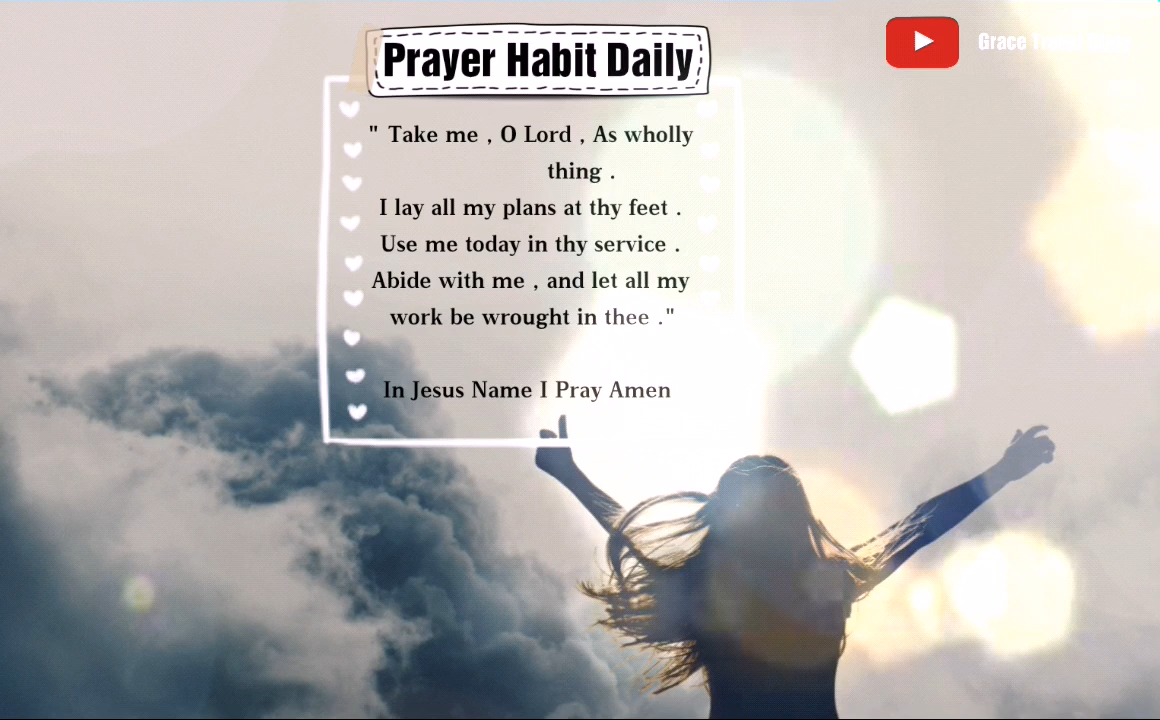 Prayer Habit Daily
Grace
" Take me , O Lord , As wholly
thing .
I lay all my plans at thy feet .
Use me today in thy service .
Abide with me , and let all my
work be wrought in thee ."
In Jesus Name I Pray Amen